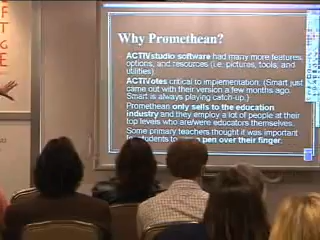 Why Promethean?
ACTIVstudio software had many more features,
options, and resources (i.e. pictures, tools, and
utilities)
ACTIVotes critical to implementation. (Smart just
came out with their version a few months ago.
Smart is always playing catch-up.)
Promethean only sells to the education
industry and they employ a lot of people at their
top levels who are/were educators themselves.
Some primary teachers thought it was important
students to pen over their finger.